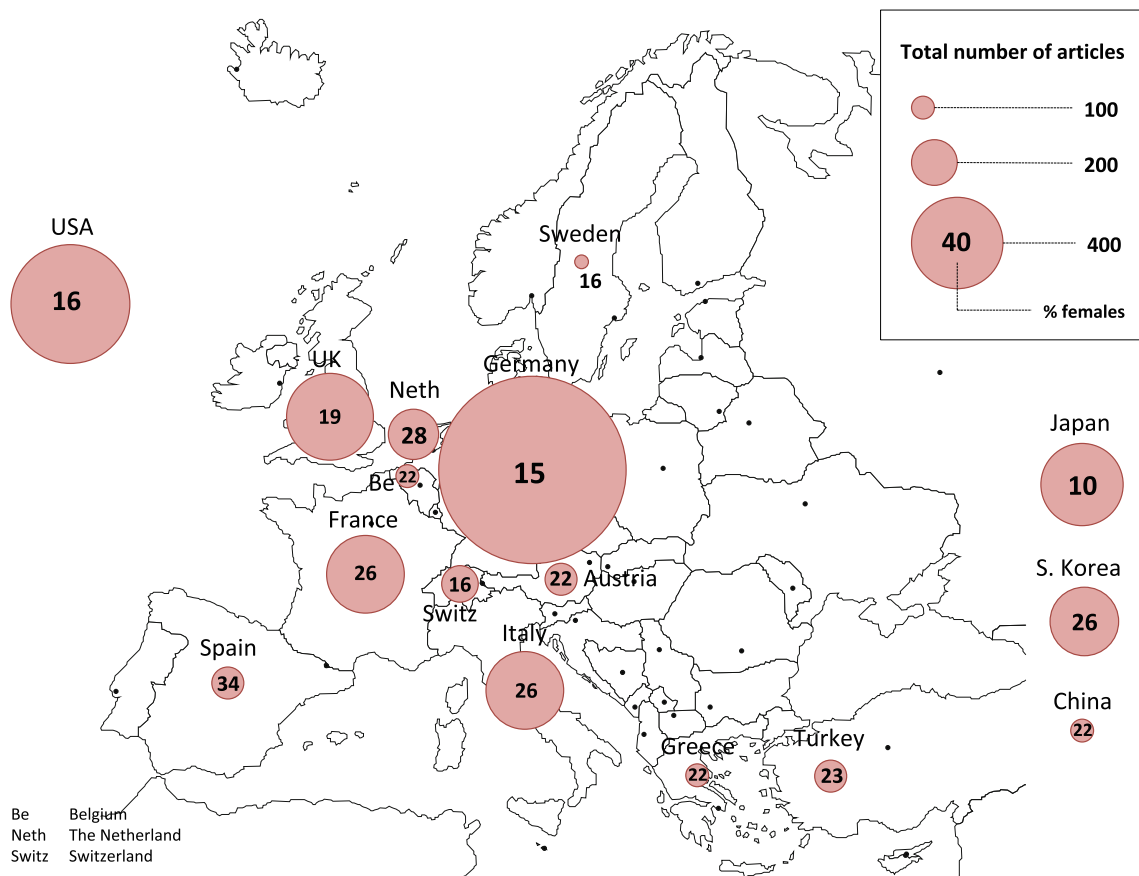 Total number of articles
100
200
40
400
% females
USA
16
Sweden
16
UK
19
Neth
28
Germany
15
Be
22
France
26
Switz
16
Austria
22
Italy
26
Spain
34
Greece
22
Turkey
23
Japan
10
S. Korea
26
China
22
Be Belgium
Neth The Netherland
Switz Switzerland